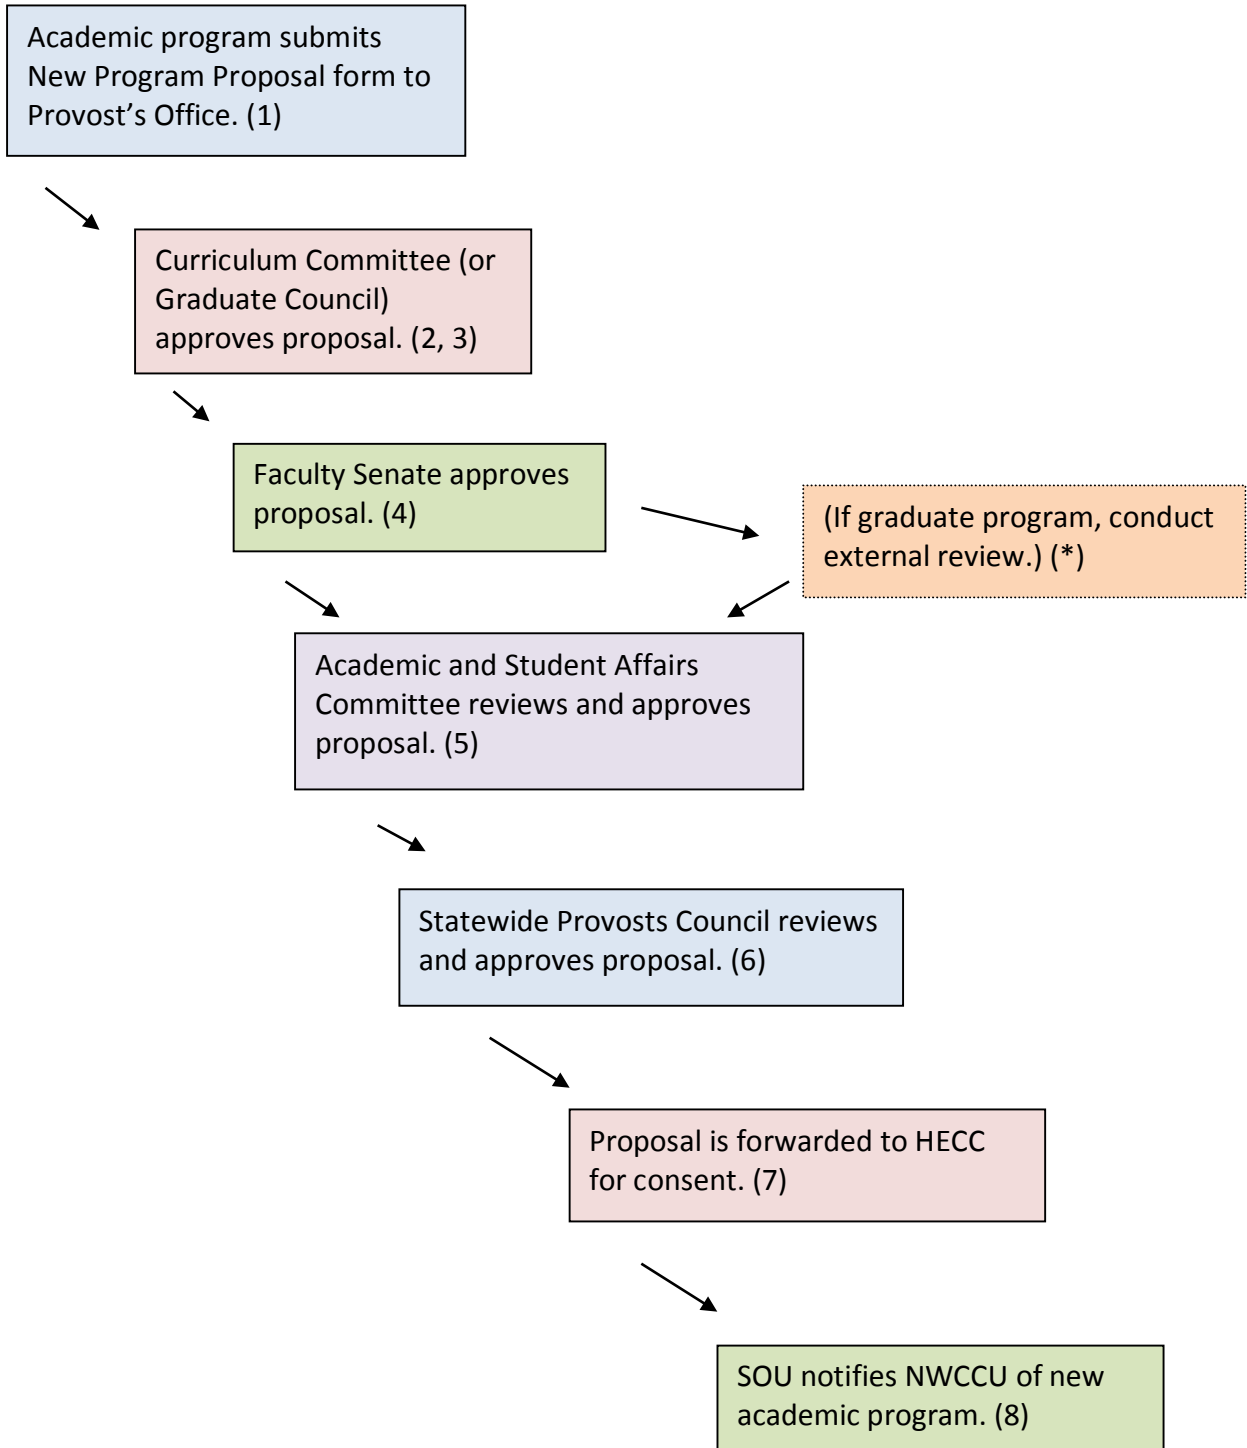 Academic program submits
New Program Proposal form to
Provost’s Office. (1)
Curriculum Committee (or
Graduate Council)
approves proposal. (2, 3)
Faculty Senate approves
proposal. (4)
(If graduate program, conduct
external review.) (*)
Academic and Student Affairs
Committee reviews and approves
proposal. (5)
Statewide Provosts Council reviews
and approves proposal. (6)
Proposal is forwarded to HECC
for consent. (7)
SOU notifies NWCCU of new
academic program. (8)